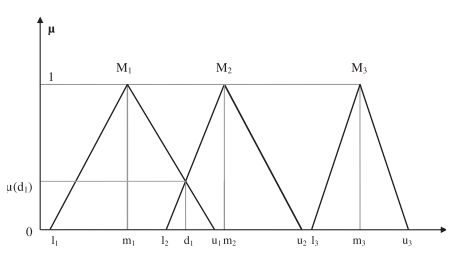 μ
M₁ M₂ M₃
1
μ(d₁)
0
l₁ m₁ l₂ d₁ u₁ m₂ u₂ l₃ m₃ u₃